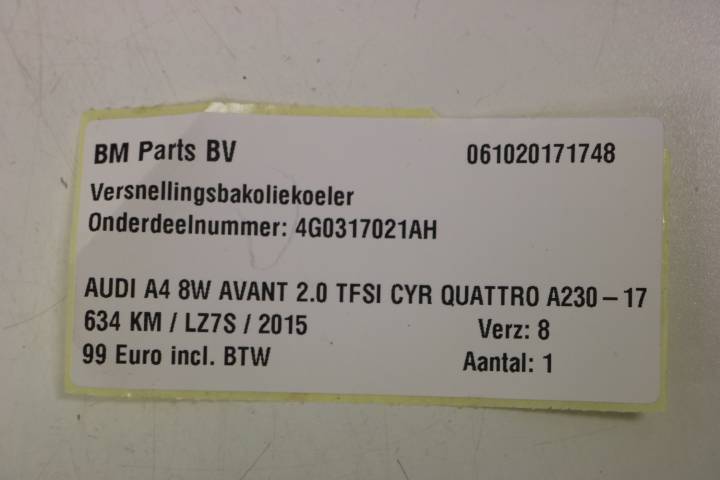 BM Parts BV 061020171748
Versnellingsbakoliekoeler
Onderdeelnummer: 4G0317021AH
AUDI A4 8W AVANT 2.0 TFSI CYR QUATTRO A230-17
634 KM / LZ7S / 2015 Verz: 8
99 Euro incl. BTW Aantal: 1